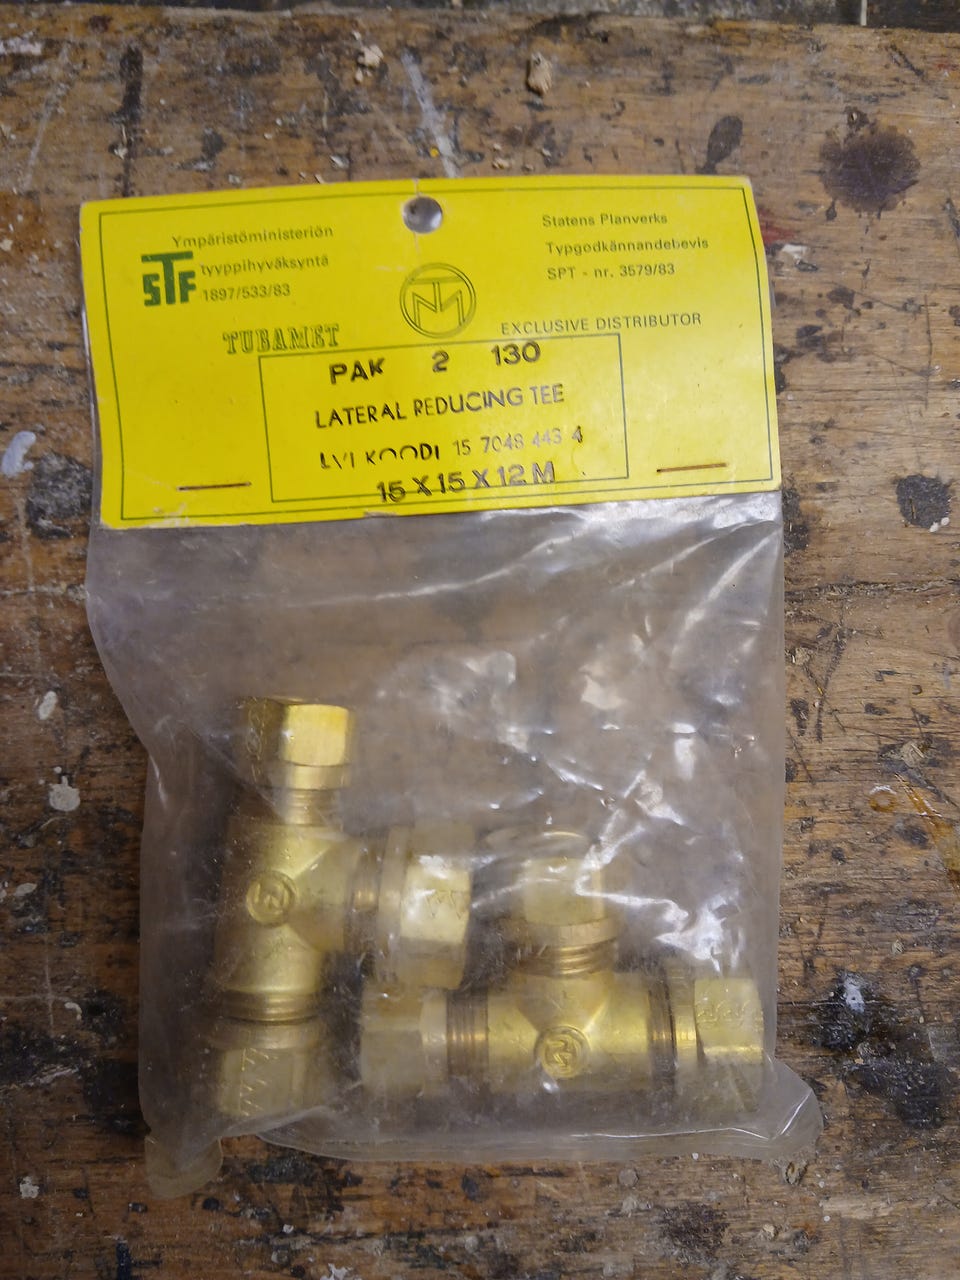 Ympäristöministeriön
STF tyyppihyväksyntä
1897/533/83
TUBAMET
TM
Statens Planverks
Typgodkännandebevis
SPT - nr. 3579/83
EXCLUSIVE DISTRIBUTOR
PAK 2 130
LATERAL REDUCING TEE
LVI KOODI 15 7048 443 4
15 X 15 X 12 M